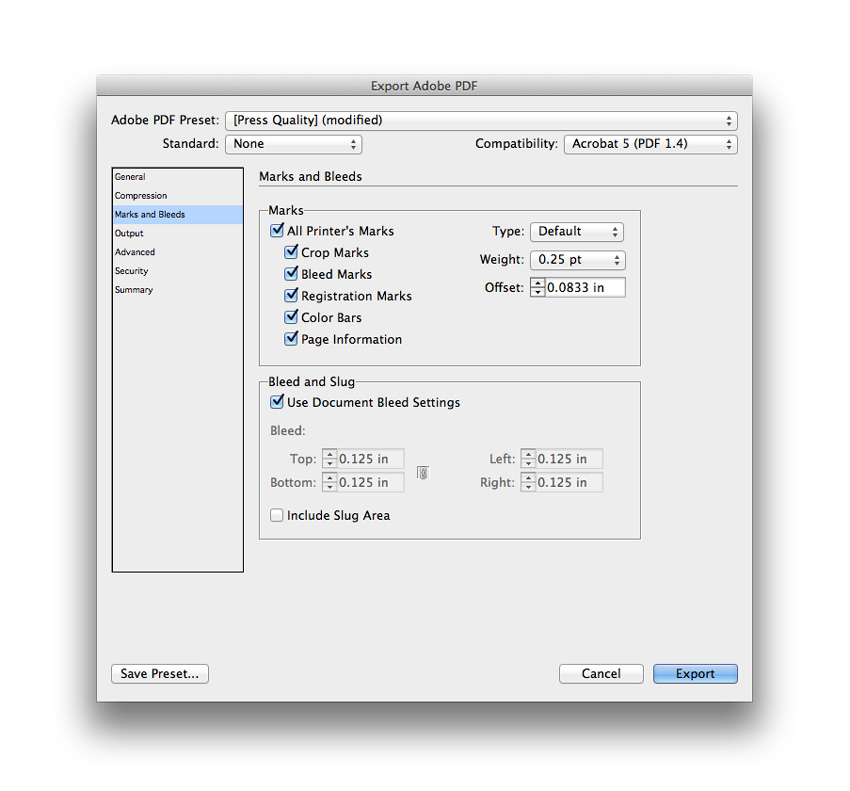 Export Adobe PDF
Adobe PDF Preset: [Press Quality] (modified)
Standard: None Compatibility: Acrobat 5 (PDF 1.4)
General
Compression
Marks and Bleeds
Output
Advanced
Security
Summary
Marks and Bleeds
Marks
All Printer's Marks
Crop Marks
Bleed Marks
Registration Marks
Color Bars
Page Information
Type: Default
Weight: 0.25 pt
Offset: 0.0833 in
Bleed and Slug
Use Document Bleed Settings
Bleed:
Top: 0.125 in Left: 0.125 in
Bottom: 0.125 in Right: 0.125 in
Include Slug Area
Save Preset... Cancel Export